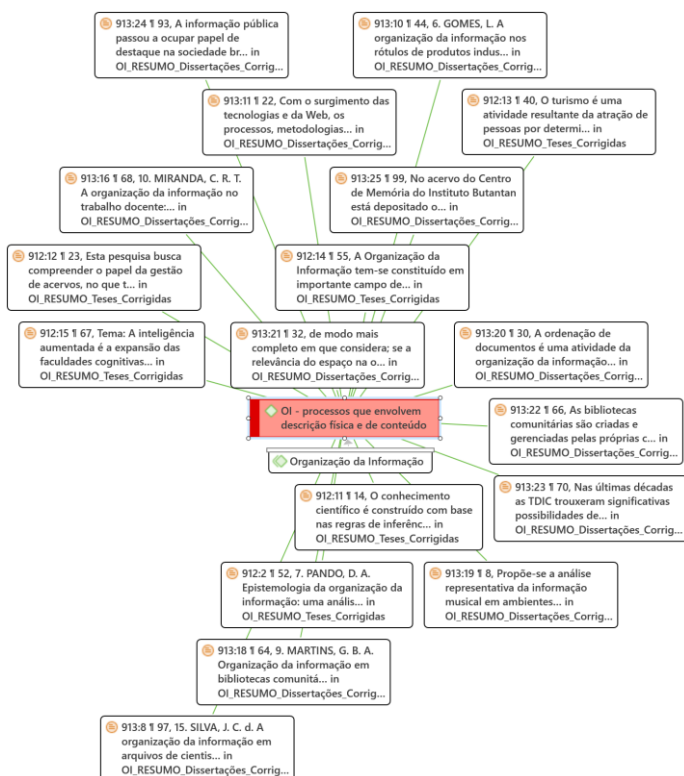 913:24 ¶ 93, A informação pública
passou a ocupar papel de
destaque na sociedade br... in
OI_RESUMO_Dissertações_Corrig...
913:10 ¶ 44, 6. GOMES, L. A
organização da informação nos
rótulos de produtos indus... in
OI_RESUMO_Dissertações_Corrig...
913:11 ¶ 22, Com o surgimento das
tecnologias e da Web, os
processos, metodologias... in
OI_RESUMO_Dissertações_Corrig...
912:13 ¶ 40, O turismo é uma
atividade resultante da atração de
pessoas por determi... in
OI_RESUMO_Teses_Corrigidas
913:16 ¶ 68, 10. MIRANDA, C. R. T.
A organização da informação no
trabalho docente:... in
OI_RESUMO_Dissertações_Corrig...
913:25 ¶ 99, No acervo do Centro
de Memória do Instituto Butantan
está depositado o... in
OI_RESUMO_Dissertações_Corrig...
912:12 ¶ 23, Esta pesquisa busca
compreender o papel da gestão
de acervos, no que t... in
OI_RESUMO_Teses_Corrigidas
912:14 ¶ 55, A Organização da
Informação tem-se constituído em
importante campo de... in
OI_RESUMO_Teses_Corrigidas
912:15 ¶ 67, Tema: A inteligência
aumentada é a expansão das
faculdades cognitivas... in
OI_RESUMO_Teses_Corrigidas
913:21 ¶ 32, de modo mais
completo em que considera; se a
relevância do espaço na o... in
OI_RESUMO_Dissertações_Corrig...
913:20 ¶ 30, A ordenação de
documentos é uma atividade da
organização da informação... in
OI_RESUMO_Dissertações_Corrig...
OI - processos que envolvem
descrição física e de conteúdo
913:22 ¶ 66, As bibliotecas
comunitárias são criadas e
gerenciadas pelas próprias c... in
OI_RESUMO_Dissertações_Corrig...
Organização da Informação
913:23 ¶ 70, Nas últimas décadas
as TDIC trouxeram significativas
possibilidades de... in
OI_RESUMO_Dissertações_Corrig...
912:11 ¶ 14, O conhecimento
científico é construído com base
nas regras de inferênc... in
OI_RESUMO_Teses_Corrigidas
912:2 ¶ 52, 7. PANDO, D. A.
Epistemologia da organização da
informação: uma anális... in
OI_RESUMO_Teses_Corrigidas
913:19 ¶ 8, Propõe-se a análise
representativa da informação
musical em ambientes... in
OI_RESUMO_Dissertações_Corrig...
913:18 ¶ 64, 9. MARTINS, G. B. A.
Organização da informação em
bibliotecas comunitá... in
OI_RESUMO_Dissertações_Corrig...
913:8 ¶ 97, 15. SILVA, J. C. d. A
organização da informação em
arquivos de cientis... in
OI_RESUMO_Dissertações_Corrig...